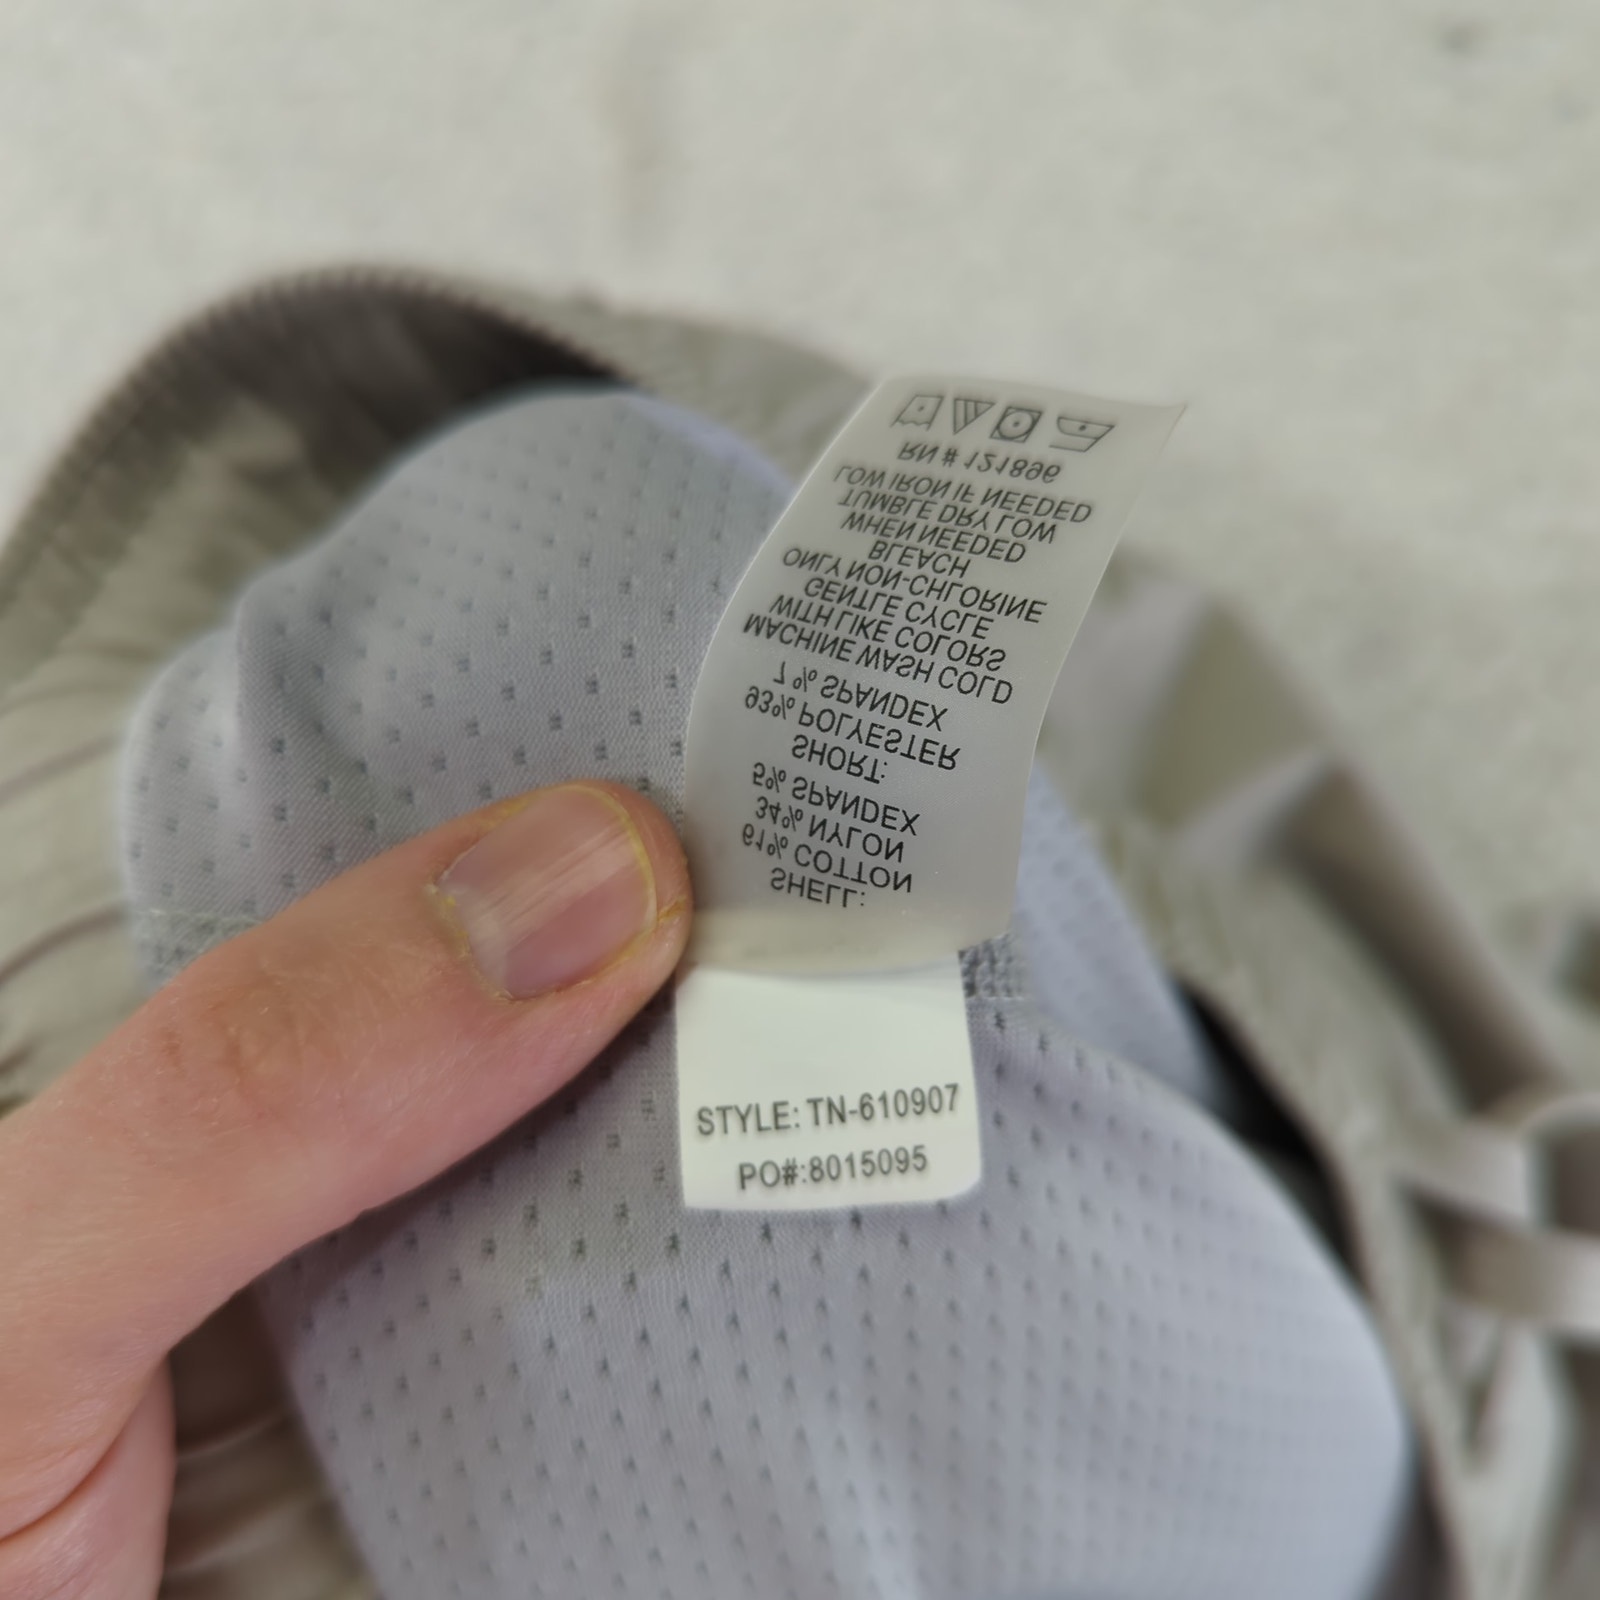 SHELL:
61% COTTON
34% NYLON
5% SPANDEX
SHORT:
93% POLYESTER
7% SPANDEX
MACHINE WASH COLD
WITH LIKE COLORS
GENTLE CYCLE
ONLY NON-CHLORINE
BLEACH
WHEN NEEDED
TUMBLE DRY LOW
LOW IRON IF NEEDED
RN # 121896
STYLE: TN-610907
PO#:8015095